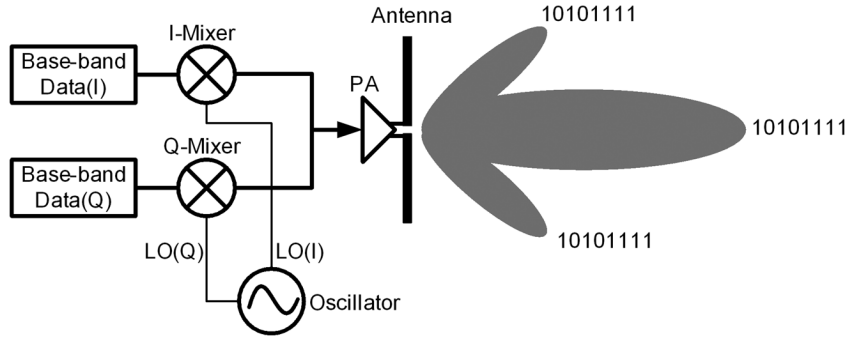 I-Mixer
Base-band
Data(I)
Q-Mixer
Base-band
Data(Q)
LO(Q)
LO(I)
Oscillator
PA
Antenna
10101111
10101111
10101111